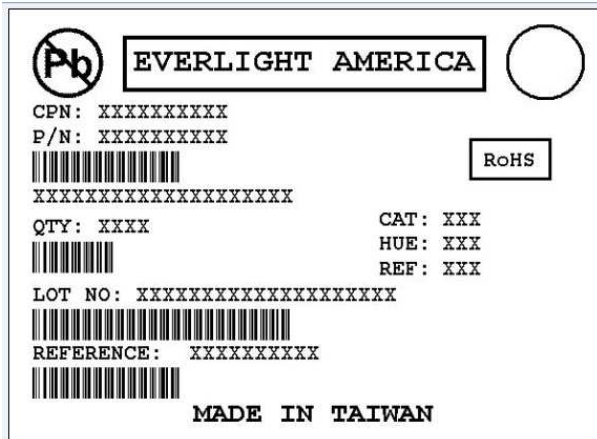 Pb EVERLIGHT AMERICA
CPN: XXXXXXXXXX
P/N: XXXXXXXXXX
RoHS
XXXXXXXXXXXXXXXXXXXX
QTY: XXXX
CAT: XXX
HUE: XXX
REF: XXX
LOT NO: XXXXXXXXXXXXXXXXXXXX
REFERENCE: XXXXXXXXXX
MADE IN TAIWAN